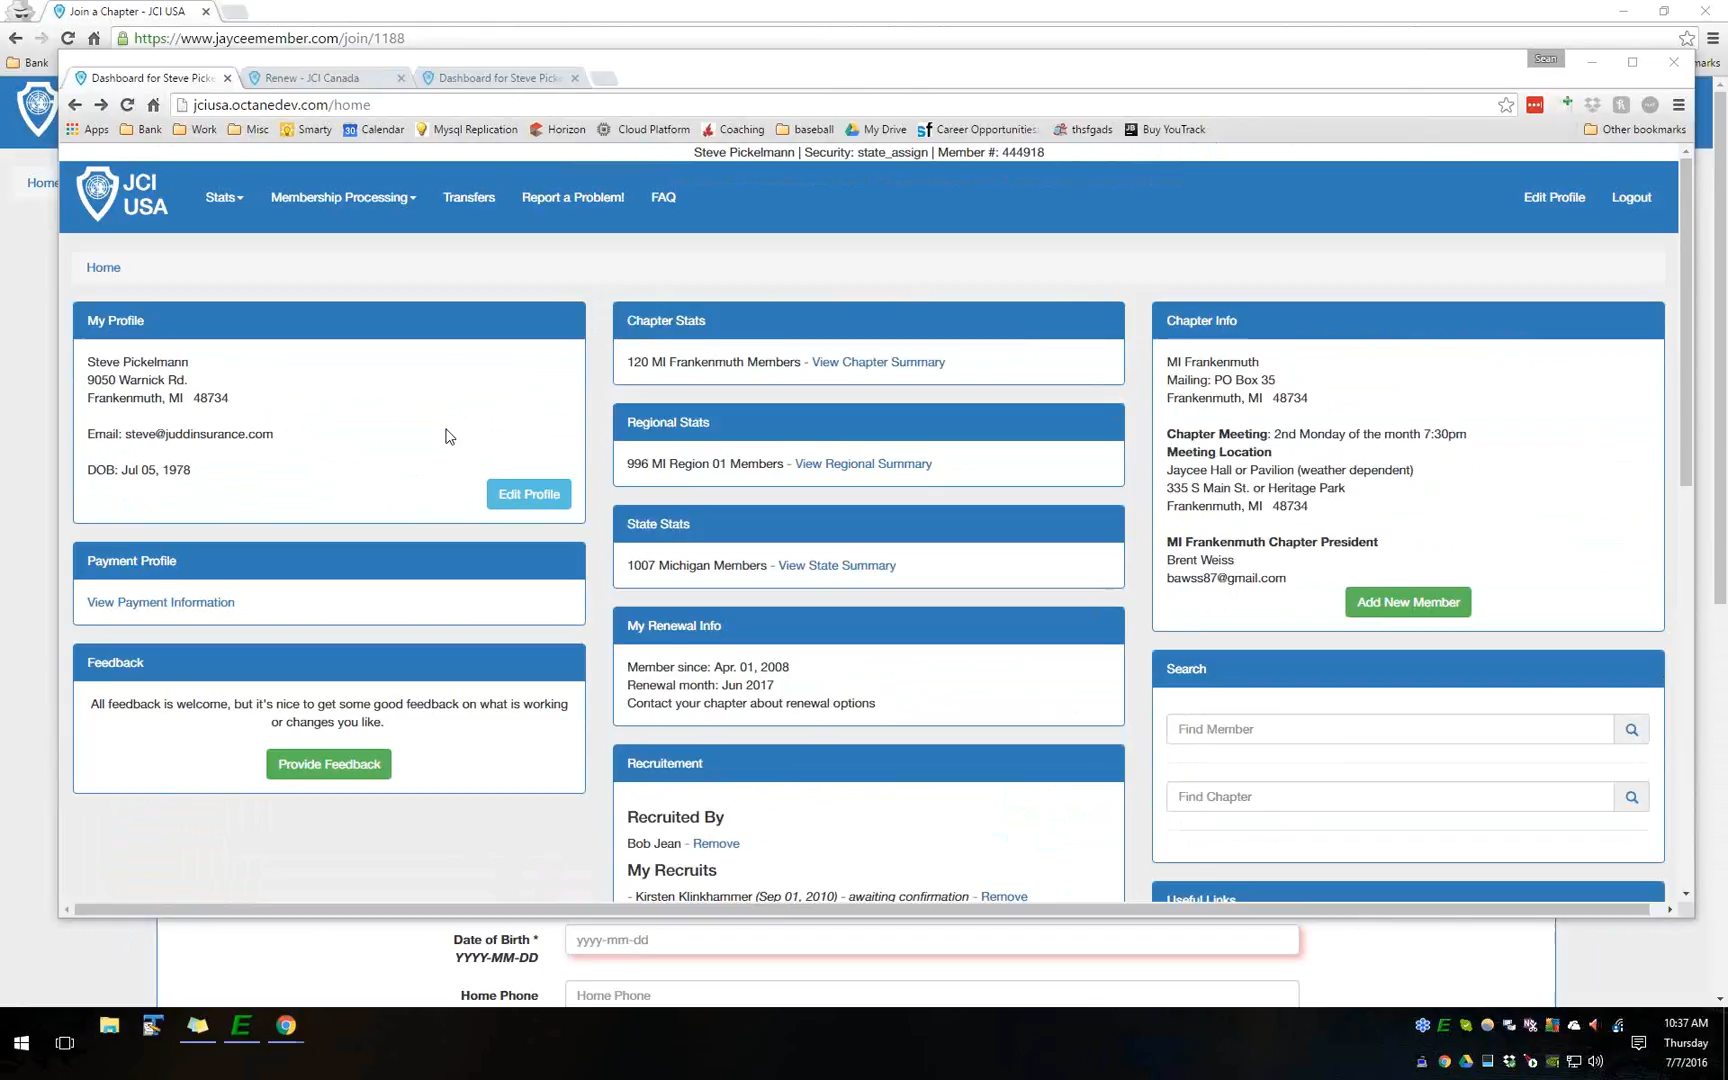 Join a Chapter - JCI USA
https://www.jayceemember.com/join/1188
Bank
Sean
Dashboard for Steve Picke
Renew - JCI Canada
Dashboard for Steve Picke
jciusa.octanedev.com/home
Apps
Bank
Work
Misc
Smarty
Calendar
Mysql Replication
Horizon
Cloud Platform
Coaching
baseball
My Drive
Career Opportunities:
thsfgads
Buy YouTrack
Other bookmarks
Steve Pickelmann | Security: state_assign | Member #: 444918
JCI
USA
Stats
Membership Processing
Transfers
Report a Problem!
FAQ
Edit Profile
Logout
Home
Home
My Profile
Steve Pickelmann
9050 Warnick Rd.
Frankenmuth, MI 48734
Email: steve@juddinsurance.com
DOB: Jul 05, 1978
Edit Profile
Payment Profile
View Payment Information
Feedback
All feedback is welcome, but it's nice to get some good feedback on what is working
or changes you like.
Provide Feedback
Chapter Stats
120 MI Frankenmuth Members - View Chapter Summary
Regional Stats
996 MI Region 01 Members - View Regional Summary
State Stats
1007 Michigan Members - View State Summary
My Renewal Info
Member since: Apr. 01, 2008
Renewal month: Jun 2017
Contact your chapter about renewal options
Recruitement
Recruited By
Bob Jean - Remove
My Recruits
- Kirsten Klinkhammer (Sep 01, 2010) - awaiting confirmation - Remove
Chapter Info
MI Frankenmuth
Mailing: PO Box 35
Frankenmuth, MI 48734
Chapter Meeting: 2nd Monday of the month 7:30pm
Meeting Location
Jaycee Hall or Pavilion (weather dependent)
335 S Main St. or Heritage Park
Frankenmuth, MI 48734
MI Frankenmuth Chapter President
Brent Weiss
bawss87@gmail.com
Add New Member
Search
Find Member
Find Chapter
Useful Links
Date of Birth *
YYYY-MM-DD
yyyy-mm-dd
Home Phone
Home Phone
10:37 AM
Thursday
7/7/2016